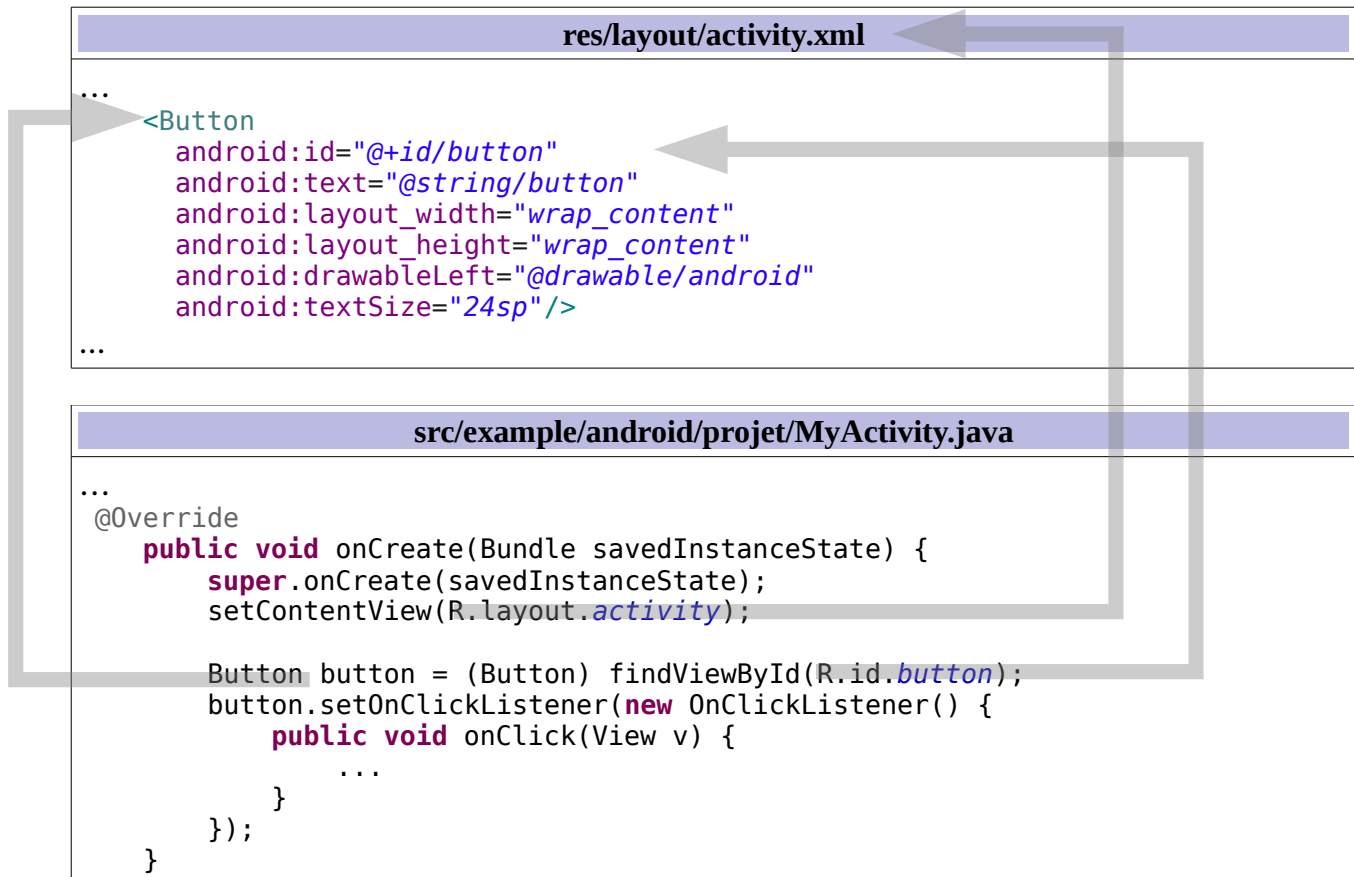 res/layout/activity.xml
...
<Button
android:id="@+id/button"
android:text="@string/button"
android:layout_width="wrap_content"
android:layout_height="wrap_content"
android:drawableLeft="@drawable/android"
android:textSize="24sp"/>
...
src/example/android/projet/MyActivity.java
...
@Override
public void onCreate(Bundle savedInstanceState) {
super.onCreate(savedInstanceState);
setContentView(R.layout.activity);
Button button = (Button) findViewById(R.id.button);
button.setOnClickListener(new OnClickListener() {
public void onClick(View v) {
...
}
});
}